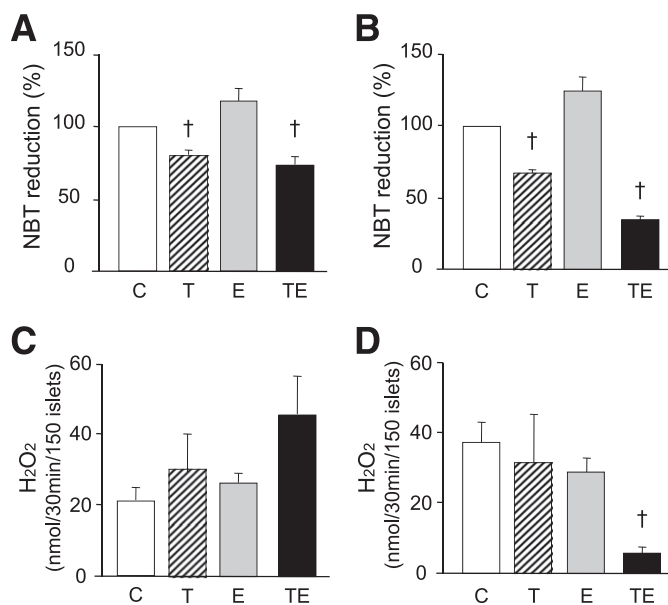 A
NBT reduction (%)
150
100
50
0
† †
C T E TE
B
NBT reduction (%)
150
100
50
0
† †
C T E TE
C
H₂O₂
(nmol/30min/150 islets)
60
40
20
0
C T E TE
D
H₂O₂
(nmol/30min/150 islets)
60
40
20
0
†
C T E TE